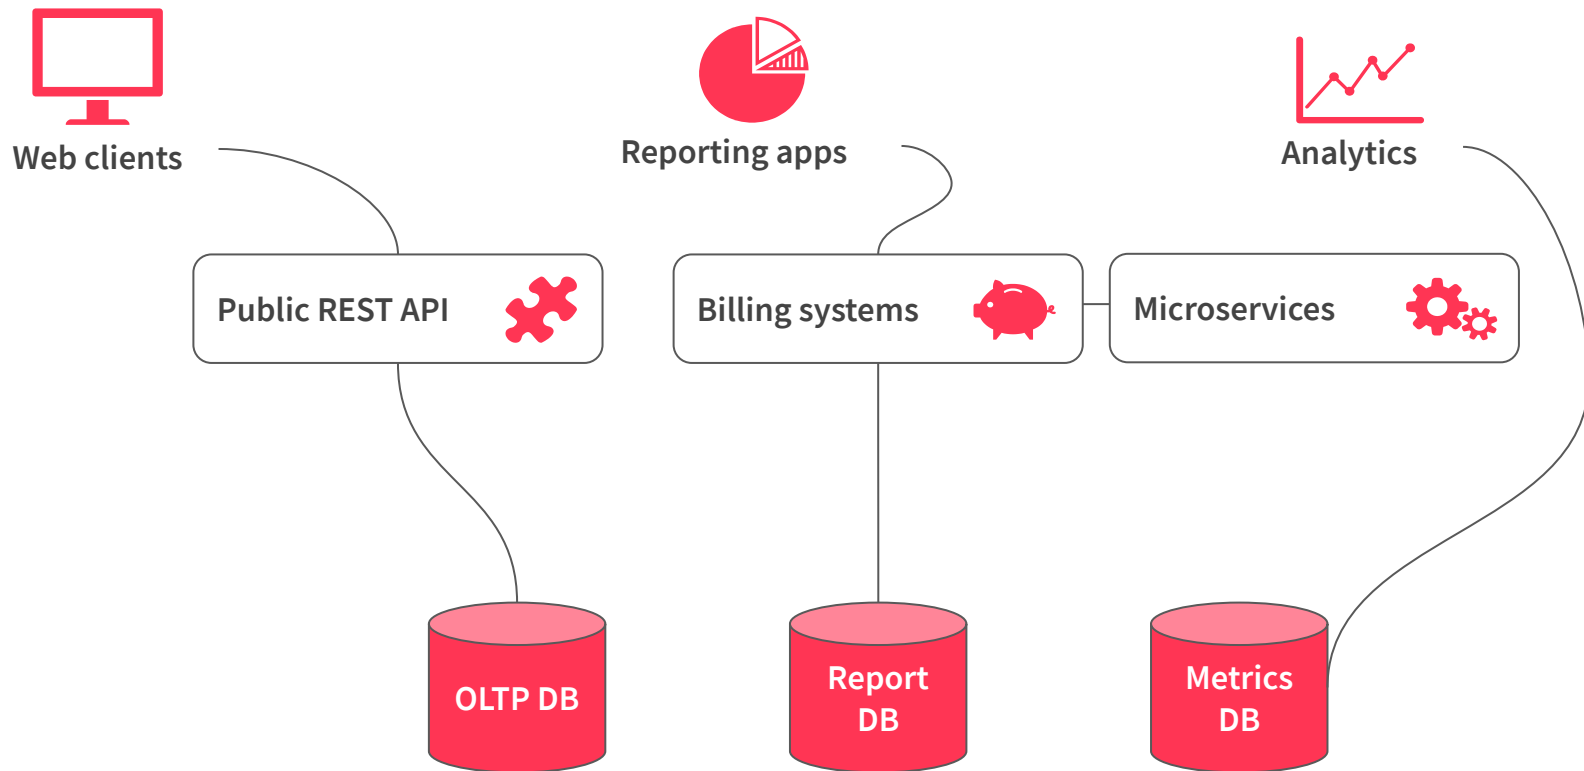 Web clients
Reporting apps
Analytics
Public REST API
Billing systems
Microservices
OLTP DB
Report
DB
Metrics
DB